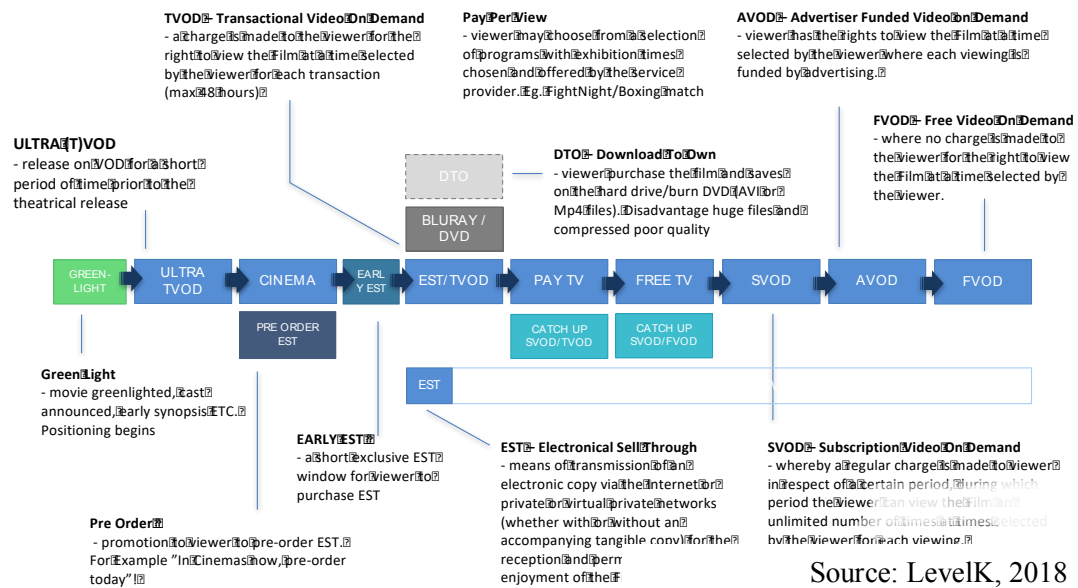 TVOD – Transactional Video On Demand
- a charge is made to the viewer for the
right to view the Film at a time selected
by the viewer for each transaction
(max 48 hours)
Pay Per View
- viewer may choose from a selection
of programs with exhibition times
chosen and offered by the service
provider. Eg. Fight Night/Boxing match
AVOD – Advertiser Funded Video on Demand
- viewer has the rights to view the Film at a time
selected by the viewer where each viewing is
funded by advertising.
FVOD – Free Video On Demand
- where no charge is made to
the viewer for the right to view
the Film at a time selected by
the viewer.
ULTRA (T)VOD
- release on VOD for a short
period of time prior to the
theatrical release
DTO – Download To Own
- viewer purchase the film and saves
on the hard drive/burn DVD (AVI or
Mp4 files). Disadvantage huge files and
compressed poor quality
DTO
BLURAY /
DVD
GREEN-
LIGHT
ULTRA
TVOD
CINEMA
EARL
Y EST
EST/TVOD
PAY TV
FREE TV
SVOD
AVOD
FVOD
PRE ORDER
EST
CATCH UP
SVOD/TVOD
CATCH UP
SVOD/FVOD
EST
Green Light
- movie greenlighted, cast
announced, early synopsis ETC.
Positioning begins
EARLY EST
- a short exclusive EST
window for viewer to
purchase EST
Pre Order
- promotion to viewer to pre-order EST.
For Example "In Cinemas now, pre-order
today"!
EST – Electronical Sell Through
- means of transmission of an
electronic copy via the Internet or
private or virtual private networks
(whether with or without an
accompanying tangible copy) for the
reception and
enjoyment of the
SVOD – Subscription Video On Demand
- whereby a regular charge is made to viewer
in respect of a certain period, during which
period the viewer can view the Film an
unlimited number of times at times selected
by the viewer for each viewing.
Source: LevelK, 2018